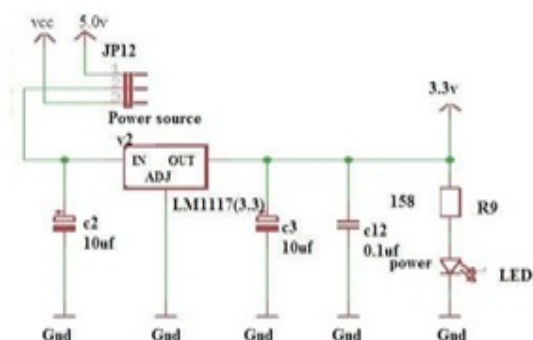 vcc 5.0v
JP12
Power source
v2
IN OUT
ADJ
LM1117(3.3)
3.3v
c2
10uf
c3
10uf
c12
0.1uf
158 R9
power
LED
Gnd Gnd Gnd Gnd Gnd